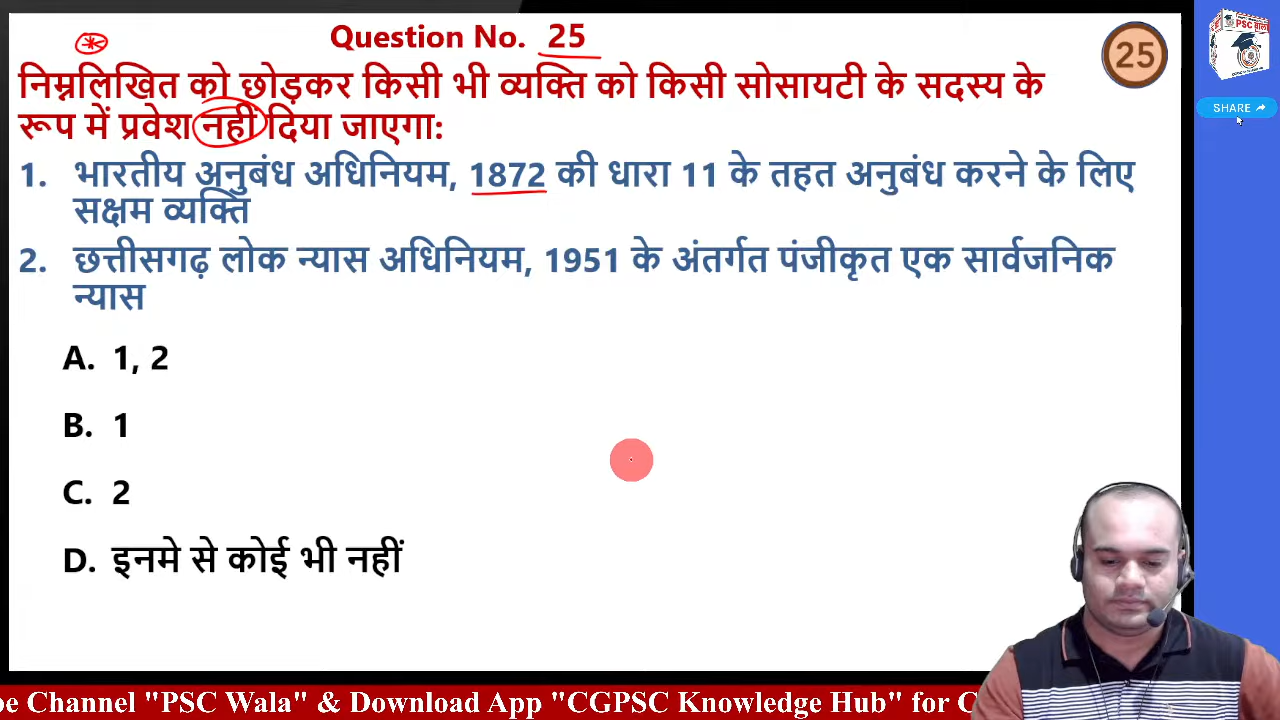 Question No. 25
25
PSC वाला
SHARE
निम्नलिखित को छोड़कर किसी भी व्यक्ति को किसी सोसायटी के सदस्य के
रूप में प्रवेश नहीं दिया जाएगा:
1. भारतीय अनुबंध अधिनियम, 1872 की धारा 11 के तहत अनुबंध करने के लिए
सक्षम व्यक्ति
2. छत्तीसगढ़ लोक न्यास अधिनियम, 1951 के अंतर्गत पंजीकृत एक सार्वजनिक
न्यास
A. 1, 2
B. 1
C. 2
D. इनमे से कोई भी नहीं
be Channel "PSC Wala" & Download App "CGPSC Knowledge Hub" for C